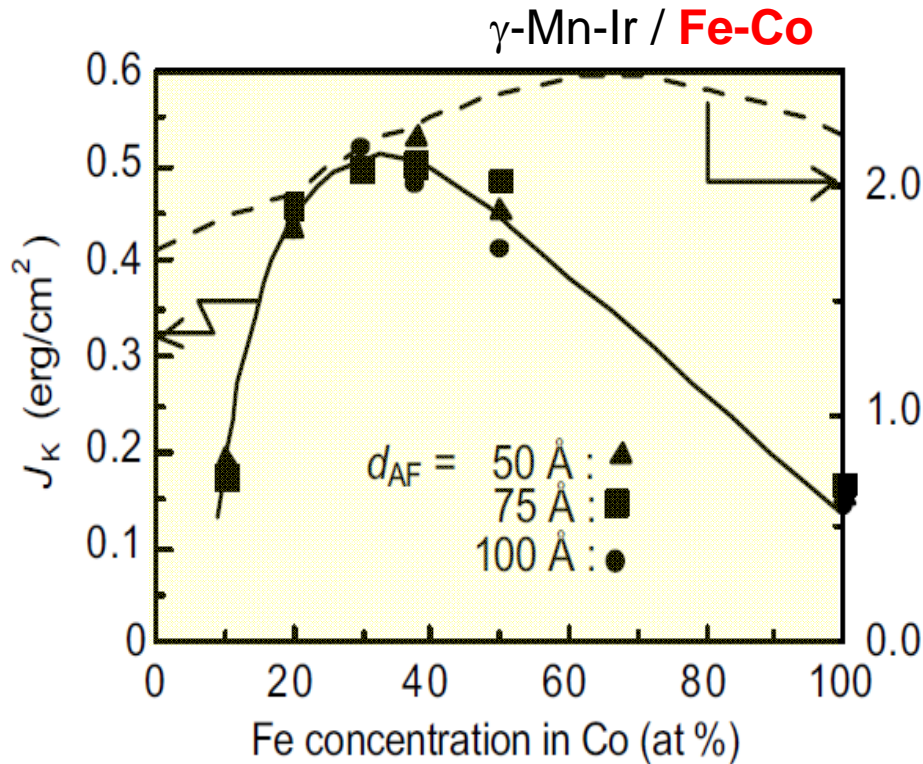 γ-Mn-Ir / Fe-Co
0.6
0.5
0.4
0.3
0.2
0.1
0
J_K (erg/cm²)
2.0
1.0
0.0
d_AF = 50 Å :
75 Å :
100 Å :
0 20 40 60 80 100
Fe concentration in Co (at %)